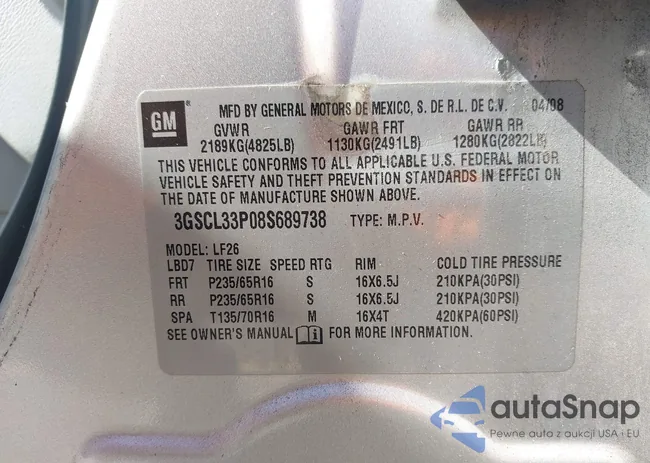 GM ® MFD BY GENERAL MOTORS DE MEXICO, S. DE R.L. DE C.V. 04/08
GVWR GAWR FRT GAWR RR
2189KG(4825LB) 1130KG(2491LB) 1280KG(2822LB)
THIS VEHICLE CONFORMS TO ALL APPLICABLE U.S. FEDERAL MOTOR
VEHICLE SAFETY AND THEFT PREVENTION STANDARDS IN EFFECT ON
THE DATE OF MANUFACTURE SHOWN ABOVE.
3GSCL33P08S689738 TYPE: M.P.V.
MODEL: LF26
LBD7 TIRE SIZE SPEED RTG RIM COLD TIRE PRESSURE
FRT P235/65R16 S 16X6.5J 210KPA(30PSI)
RR P235/65R16 S 16X6.5J 210KPA(30PSI)
SPA T135/70R16 M 16X4T 420KPA(60PSI)
SEE OWNER'S MANUAL FOR MORE INFORMATION.
autoSnap
Pewne auto z aukcji USA i EU